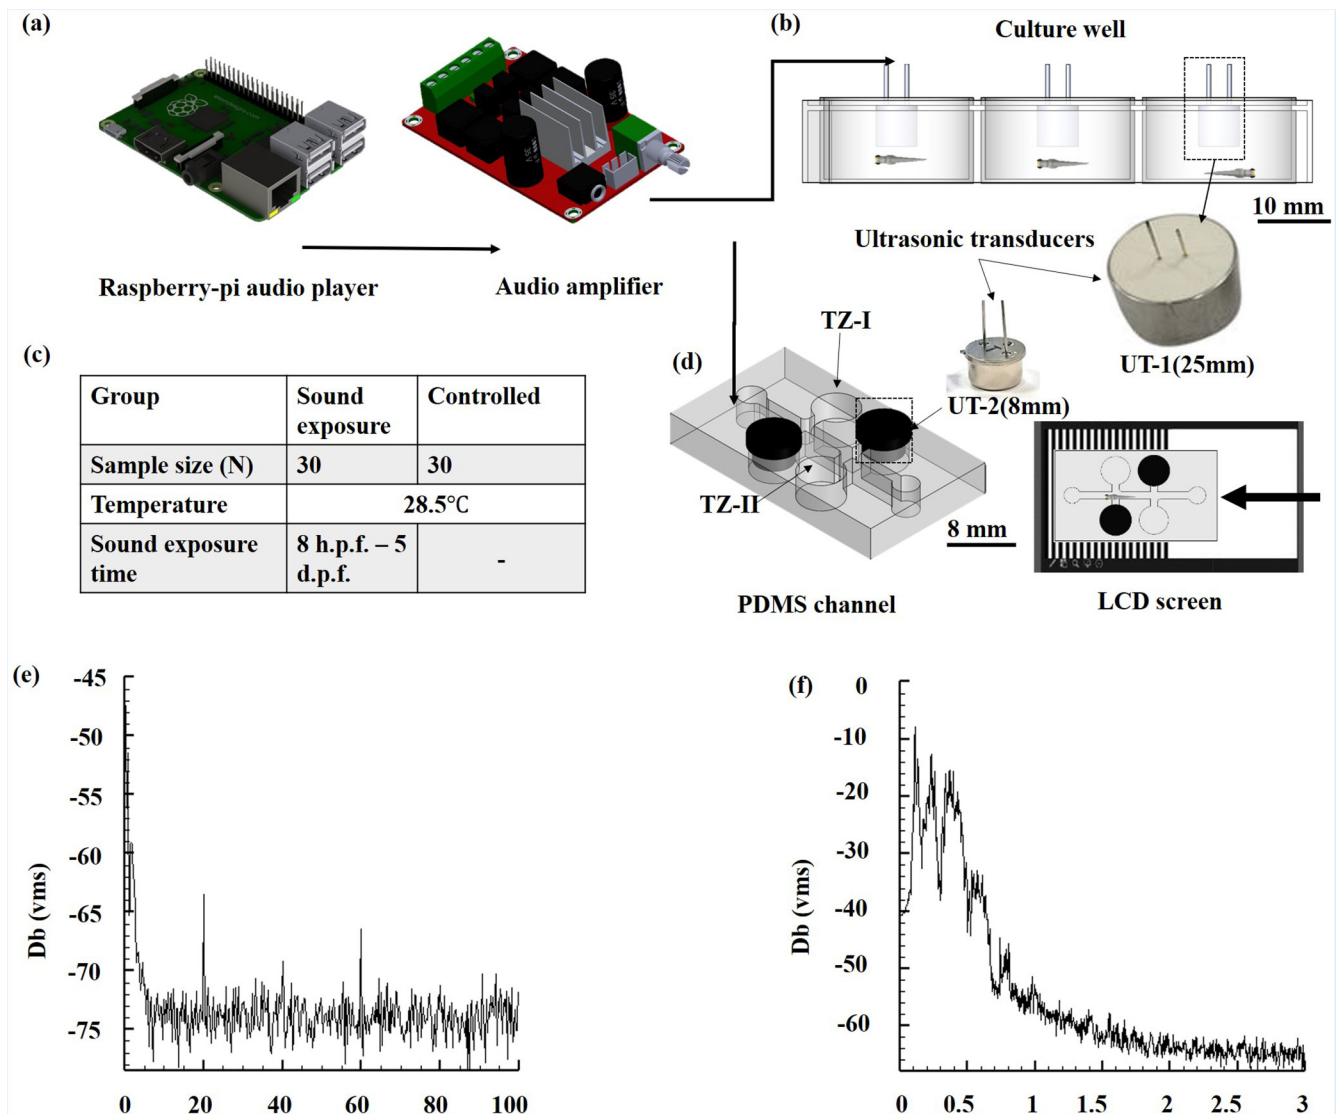 (a)
(b)
Culture well
10 mm
Ultrasonic transducers
Raspberry-pi audio player
Audio amplifier
(c)
TZ-I
(d)
UT-1(25mm)
UT-2(8mm)
Group
Sound exposure
Controlled
Sample size (N)
30
30
Temperature
28.5℃
Sound exposure time
8 h.p.f. – 5 d.p.f.
-
TZ-II
8 mm
PDMS channel
LCD screen
(e)
-45
-50
-55
-60
-65
-70
-75
Db (vms)
0 20 40 60 80 100
(f)
0
-10
-20
-30
-40
-50
-60
Db (vms)
0 0.5 1 1.5 2 2.5 3